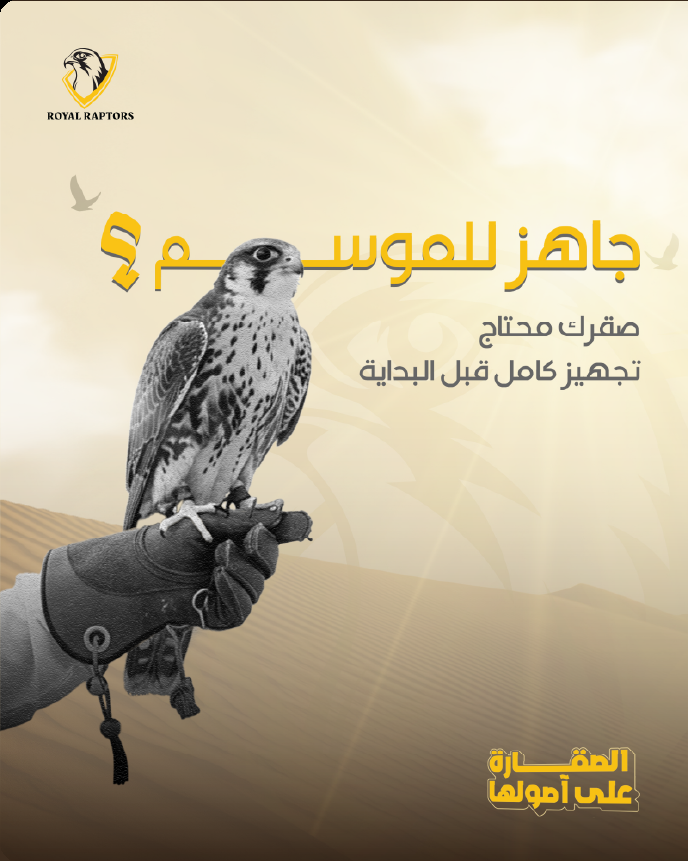 ROYAL RAPTORS
جاهز للموسم؟
صقرك محتاج
تجهيز كامل قبل البداية
الصقارة
على أصولها